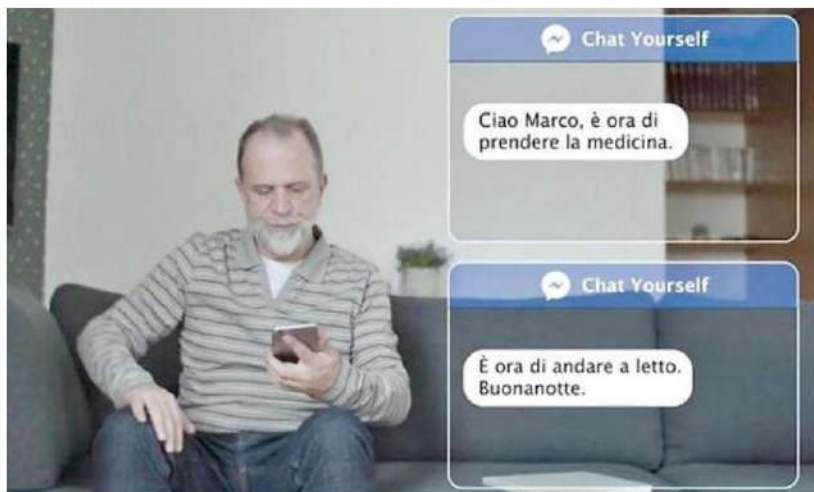 Chat Yourself
Ciao Marco, è ora di
prendere la medicina.
Chat Yourself
È ora di andare a letto.
Buonanotte.